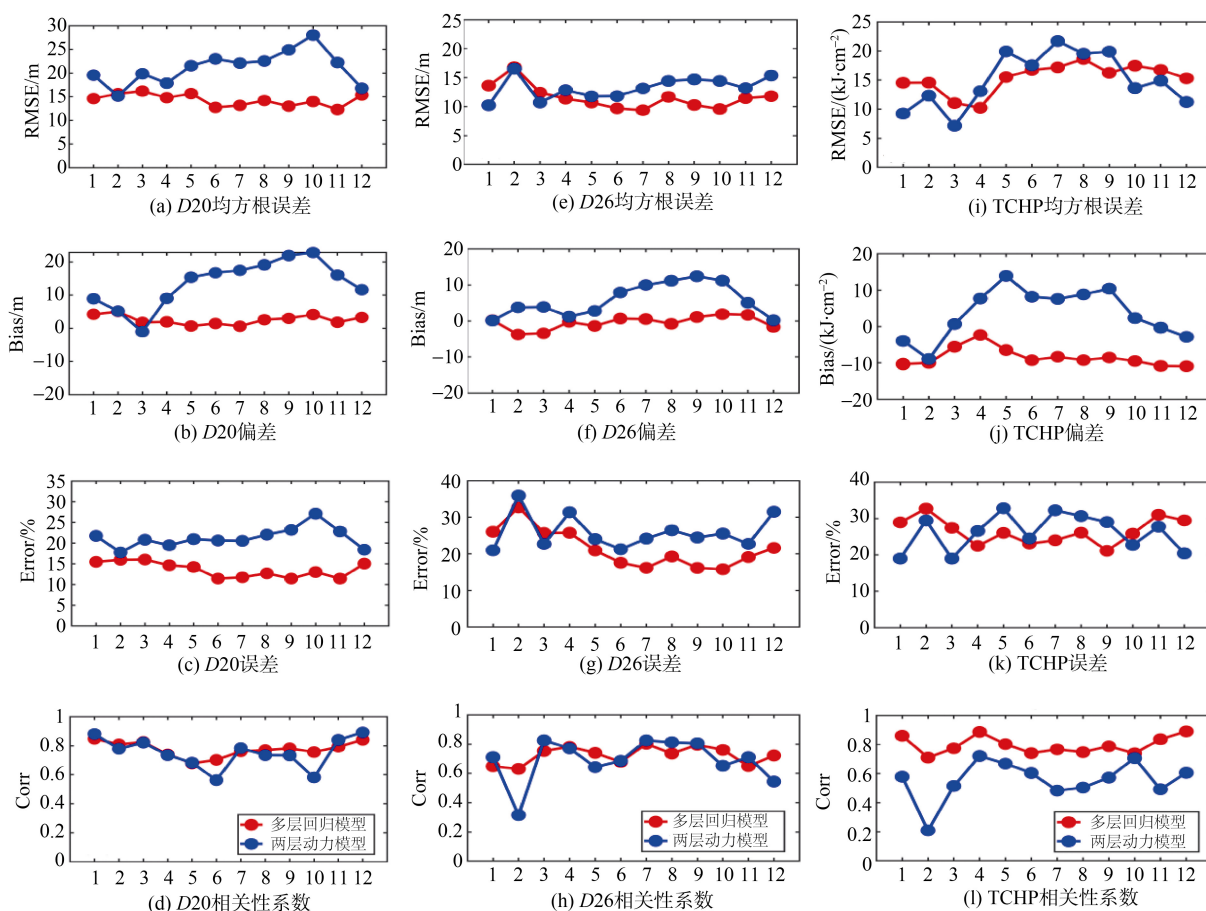 RMSE/m
30
25
20
15
10
5
0
1 2 3 4 5 6 7 8 9 10 11 12
(a) D20均方根误差
RMSE/m
25
20
15
10
5
0
1 2 3 4 5 6 7 8 9 10 11 12
(e) D26均方根误差
RMSE/(kJ·cm⁻²)
25
20
15
10
5
0
1 2 3 4 5 6 7 8 9 10 11 12
(i) TCHP均方根误差
Bias/m
20
10
0
−10
−20
1 2 3 4 5 6 7 8 9 10 11 12
(b) D20偏差
Bias/m
20
10
0
−10
−20
1 2 3 4 5 6 7 8 9 10 11 12
(f) D26偏差
Bias/(kJ·cm⁻²)
20
10
0
−10
−20
1 2 3 4 5 6 7 8 9 10 11 12
(j) TCHP偏差
Error/%
35
30
25
20
15
10
5
0
1 2 3 4 5 6 7 8 9 10 11 12
(c) D20误差
Error/%
40
30
20
10
0
1 2 3 4 5 6 7 8 9 10 11 12
(g) D26误差
Error/%
40
30
20
10
0
1 2 3 4 5 6 7 8 9 10 11 12
(k) TCHP误差
Corr
1
0.8
0.6
0.4
0.2
0
多层回归模型
两层动力模型
1 2 3 4 5 6 7 8 9 10 11 12
(d) D20相关性系数
Corr
1
0.8
0.6
0.4
0.2
0
多层回归模型
两层动力模型
1 2 3 4 5 6 7 8 9 10 11 12
(h) D26相关性系数
Corr
1
0.8
0.6
0.4
0.2
0
多层回归模型
两层动力模型
1 2 3 4 5 6 7 8 9 10 11 12
(l) TCHP相关性系数